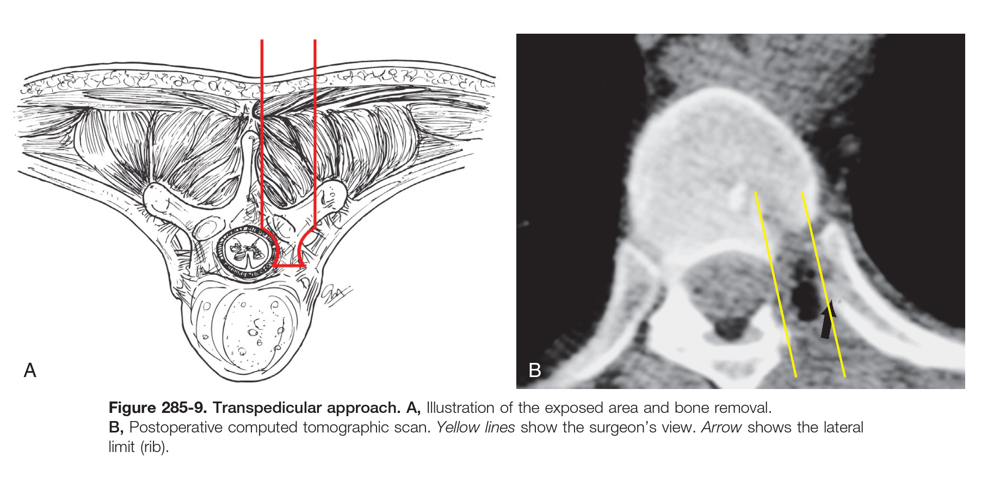 A
B
Figure 285-9. Transpedicular approach. A, Illustration of the exposed area and bone removal.
B, Postoperative computed tomographic scan. Yellow lines show the surgeon's view. Arrow shows the lateral
limit (rib).